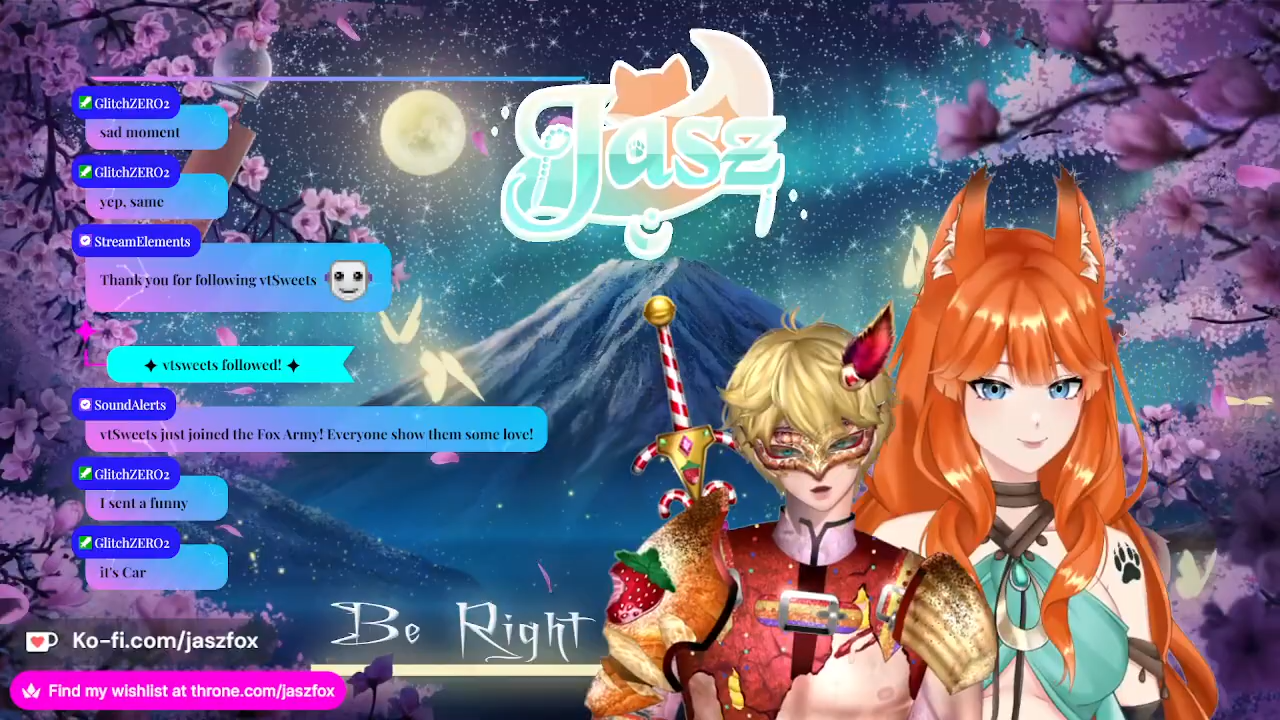 Jasz
GlitchZERO2
sad moment
GlitchZERO2
yep, same
StreamElements
Thank you for following vtSweets
✦ vtsweets followed! ✦
SoundAlerts
vtSweets just joined the Fox Army! Everyone show them some love!
GlitchZERO2
I sent a funny
GlitchZERO2
it's Car
Be Right
Ko-fi.com/jaszfox
Find my wishlist at throne.com/jaszfox